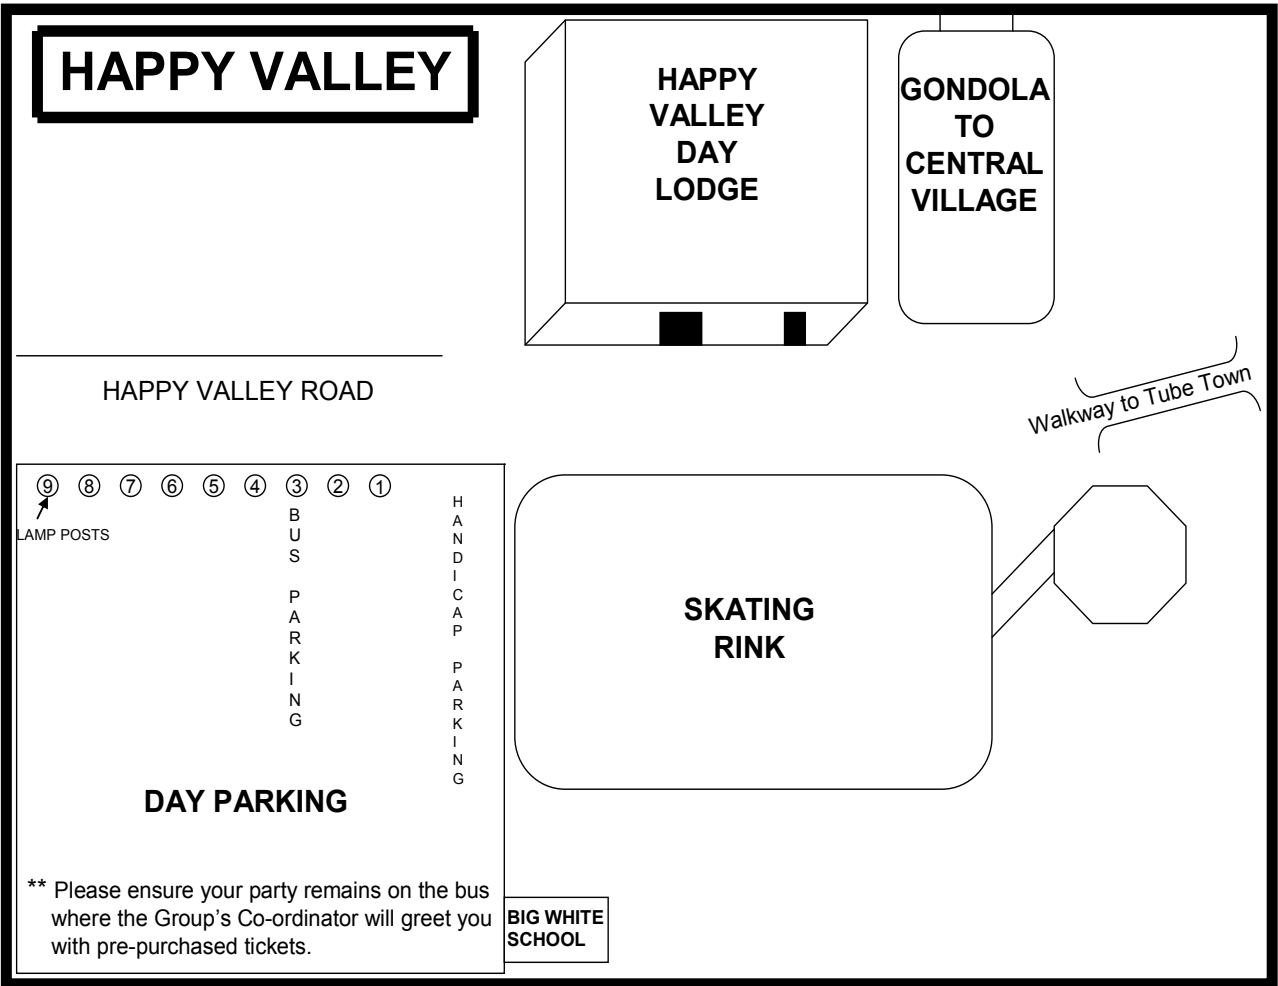 HAPPY VALLEY
HAPPY
VALLEY
DAY
LODGE
GONDOLA
TO
CENTRAL
VILLAGE
HAPPY VALLEY ROAD
Walkway to Tube Town
9 8 7 6 5 4 3 2 1
LAMP POSTS
BUS PARKING
HANDICAP PARKING
SKATING
RINK
DAY PARKING
** Please ensure your party remains on the bus
where the Group's Co-ordinator will greet you
with pre-purchased tickets.
BIG WHITE
SCHOOL